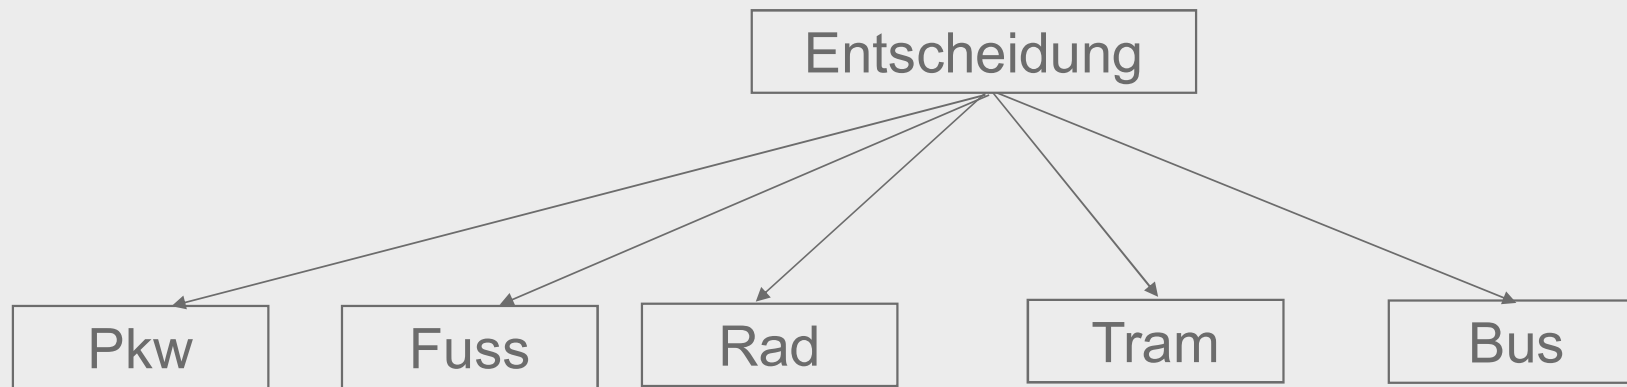 Entscheidung
Pkw
Fuss
Rad
Tram
Bus